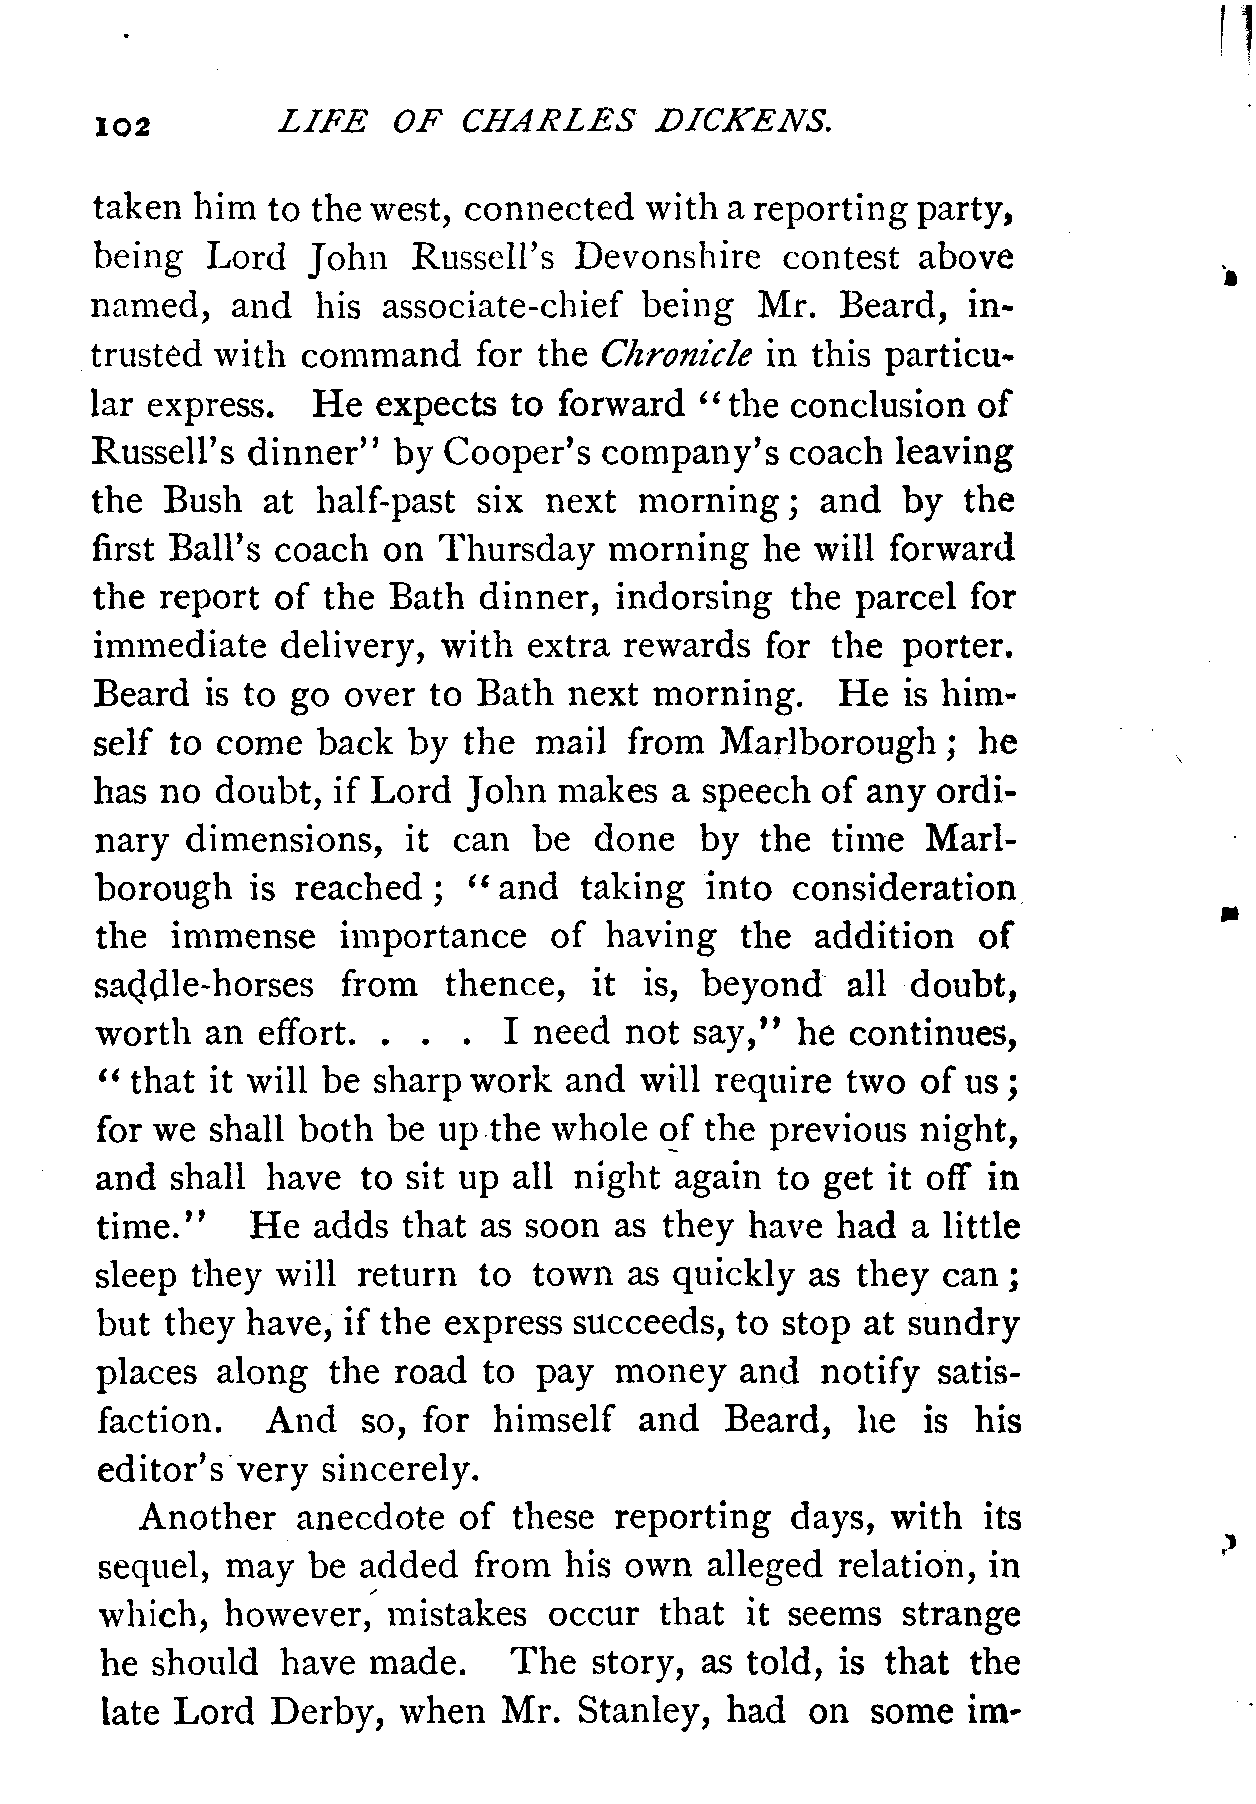 102 LIFE OF CHARLES DICKENS.
taken him to the west, connected with a reporting party,
being Lord John Russell's Devonshire contest above
named, and his associate-chief being Mr. Beard, in-
trusted with command for the Chronicle in this particu-
lar express. He expects to forward "the conclusion of
Russell's dinner" by Cooper's company's coach leaving
the Bush at half-past six next morning; and by the
first Ball's coach on Thursday morning he will forward
the report of the Bath dinner, indorsing the parcel for
immediate delivery, with extra rewards for the porter.
Beard is to go over to Bath next morning. He is him-
self to come back by the mail from Marlborough; he
has no doubt, if Lord John makes a speech of any ordi-
nary dimensions, it can be done by the time Marl-
borough is reached; "and taking into consideration
the immense importance of having the addition of
saddle-horses from thence, it is, beyond all doubt,
worth an effort. . . . I need not say," he continues,
"that it will be sharp work and will require two of us;
for we shall both be up the whole of the previous night,
and shall have to sit up all night again to get it off in
time." He adds that as soon as they have had a little
sleep they will return to town as quickly as they can;
but they have, if the express succeeds, to stop at sundry
places along the road to pay money and notify satis-
faction. And so, for himself and Beard, he is his
editor's very sincerely.
Another anecdote of these reporting days, with its
sequel, may be added from his own alleged relation, in
which, however, mistakes occur that it seems strange
he should have made. The story, as told, is that the
late Lord Derby, when Mr. Stanley, had on some im-